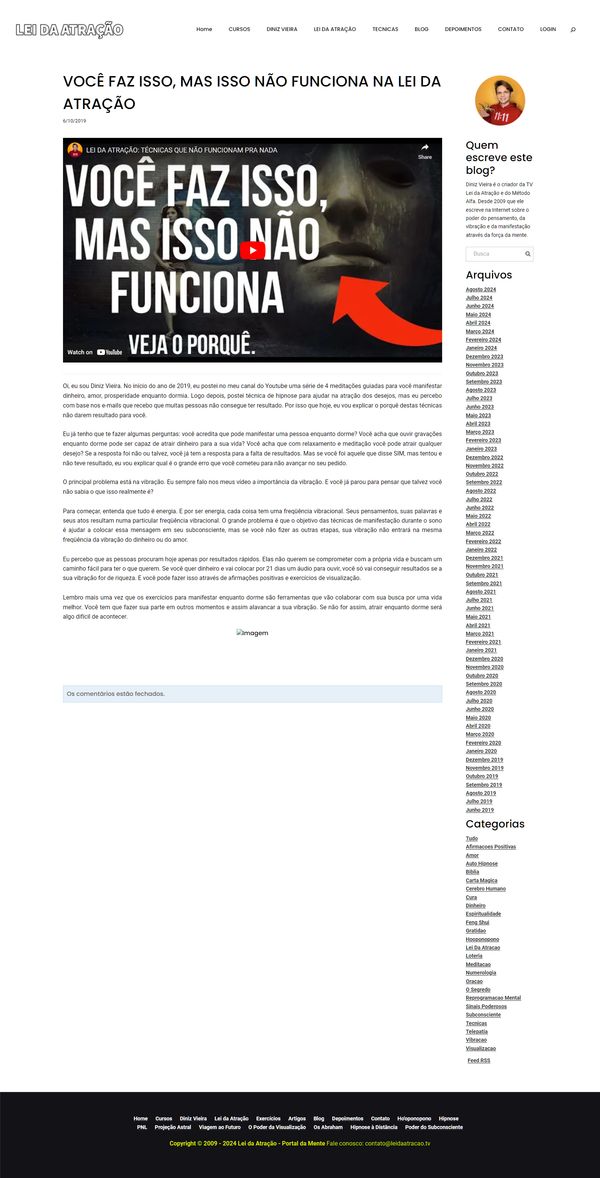 LEI DA ATRAÇÃO
Home CURSOS DINIZ VIEIRA LEI DA ATRAÇÃO TECNICAS BLOG DEPOIMENTOS CONTATO LOGIN
VOCÊ FAZ ISSO, MAS ISSO NÃO FUNCIONA NA LEI DA
ATRAÇÃO
6/10/2019
LEI DA ATRAÇÃO: TÉCNICAS QUE NÃO FUNCIONAM PRA NADA
Share
VOCÊ FAZ ISSO,
MAS ISSO NÃO
FUNCIONA
VEJA O PORQUÊ.
Watch on YouTube
Oi, eu sou Diniz Vieira. No início do ano de 2019, eu postei no meu canal do Youtube uma série de 4 meditações guiadas para você manifestar
dinheiro, amor, prosperidade enquanto dormia. Logo depois, postei técnica de hipnose para ajudar na atração dos desejos, mas eu percebo
com base nos e-mails que recebo que muitas pessoas não consegue ter resultado. Por isso que hoje, eu vou explicar o porquê destas técnicas
não darem resultado para você.
Eu já tenho que te fazer algumas perguntas: você acredita que pode manifestar uma pessoa enquanto dorme? Você acha que ouvir gravações
enquanto dorme pode ser capaz de atrair dinheiro para a sua vida? Você acha que com relaxamento e meditação você pode atrair qualquer
desejo? Se a resposta foi não ou talvez, você já tem a resposta para a falta de resultados. Mas se você foi aquele que disse SIM, mas tentou e
não teve resultado, eu vou explicar qual é o grande erro que você cometeu para não avançar no seu pedido.
O principal problema está na vibração. Eu sempre falo nos meus vídeo a importância da vibração. E você já parou para pensar que talvez você
não sabia o que isso realmente é?
Para começar, entenda que tudo é energia. E por ser energia, cada coisa tem uma freqüência vibracional. Seus pensamentos, suas palavras e
seus atos resultam numa particular freqüência vibracional. O grande problema é que o objetivo das técnicas de manifestação durante o sono
é ajudar a colocar essa mensagem em seu subconsciente, mas se você não fizer as outras etapas, sua vibração não entrará na mesma
freqüência da vibração do dinheiro ou do amor.
Eu percebo que as pessoas procuram hoje apenas por resultados rápidos. Elas não querem se comprometer com a própria vida e buscam um
caminho fácil para ter o que querem. Se você quer dinheiro e vai colocar por 21 dias um áudio para ouvir, você só vai conseguir resultados se a
sua vibração for de riqueza. E você pode fazer isso através de afirmações positivas e exercícios de visualização.
Lembro mais uma vez que os exercícios para manifestar enquanto dorme são ferramentas que vão colaborar com sua busca por uma vida
melhor. Você tem que fazer sua parte em outros momentos e assim alavancar a sua vibração. Se não for assim, atrair enquanto dorme será
algo difícil de acontecer.
Imagem
Os comentários estão fechados.
11:11
Quem
escreve este
blog?
Diniz Vieira é o criador da TV
Lei da Atração e do Método
Alfa. Desde 2009 que ele
escreve na Internet sobre o
poder do pensamento, da
vibração e da manifestação
através da força da mente.
Busca
Arquivos
Agosto 2024
Julho 2024
Junho 2024
Maio 2024
Abril 2024
Março 2024
Fevereiro 2024
Janeiro 2024
Dezembro 2023
Novembro 2023
Outubro 2023
Setembro 2023
Agosto 2023
Julho 2023
Junho 2023
Maio 2023
Abril 2023
Março 2023
Fevereiro 2023
Janeiro 2023
Dezembro 2022
Novembro 2022
Outubro 2022
Setembro 2022
Agosto 2022
Julho 2022
Junho 2022
Maio 2022
Abril 2022
Março 2022
Fevereiro 2022
Janeiro 2022
Dezembro 2021
Novembro 2021
Outubro 2021
Setembro 2021
Agosto 2021
Julho 2021
Junho 2021
Maio 2021
Abril 2021
Março 2021
Fevereiro 2021
Janeiro 2021
Dezembro 2020
Novembro 2020
Outubro 2020
Setembro 2020
Agosto 2020
Julho 2020
Junho 2020
Maio 2020
Abril 2020
Março 2020
Fevereiro 2020
Janeiro 2020
Dezembro 2019
Novembro 2019
Outubro 2019
Setembro 2019
Agosto 2019
Julho 2019
Junho 2019
Categorias
Tudo
Afirmacoes Positivas
Amor
Auto Hipnose
Biblia
Carta Magica
Cerebro Humano
Cura
Dinheiro
Espiritualidade
Feng Shui
Gratidao
Hooponopono
Lei Da Atracao
Loteria
Meditacao
Numerologia
Oracao
O Segredo
Reprogramacao Mental
Sinais Poderosos
Subconsciente
Tecnicas
Telepatia
Vibracao
Visualizacao
Feed RSS
Home Cursos Diniz Vieira Lei da Atração Exercícios Artigos Blog Depoimentos Contato Ho'oponopono Hipnose
PNL Projeção Astral Viagem ao Futuro O Poder da Visualização Os Abraham Hipnose à Distância Poder do Subconsciente
Copyright © 2009 - 2024 Lei da Atração - Portal da Mente Fale conosco: contato@leidaatracao.tv